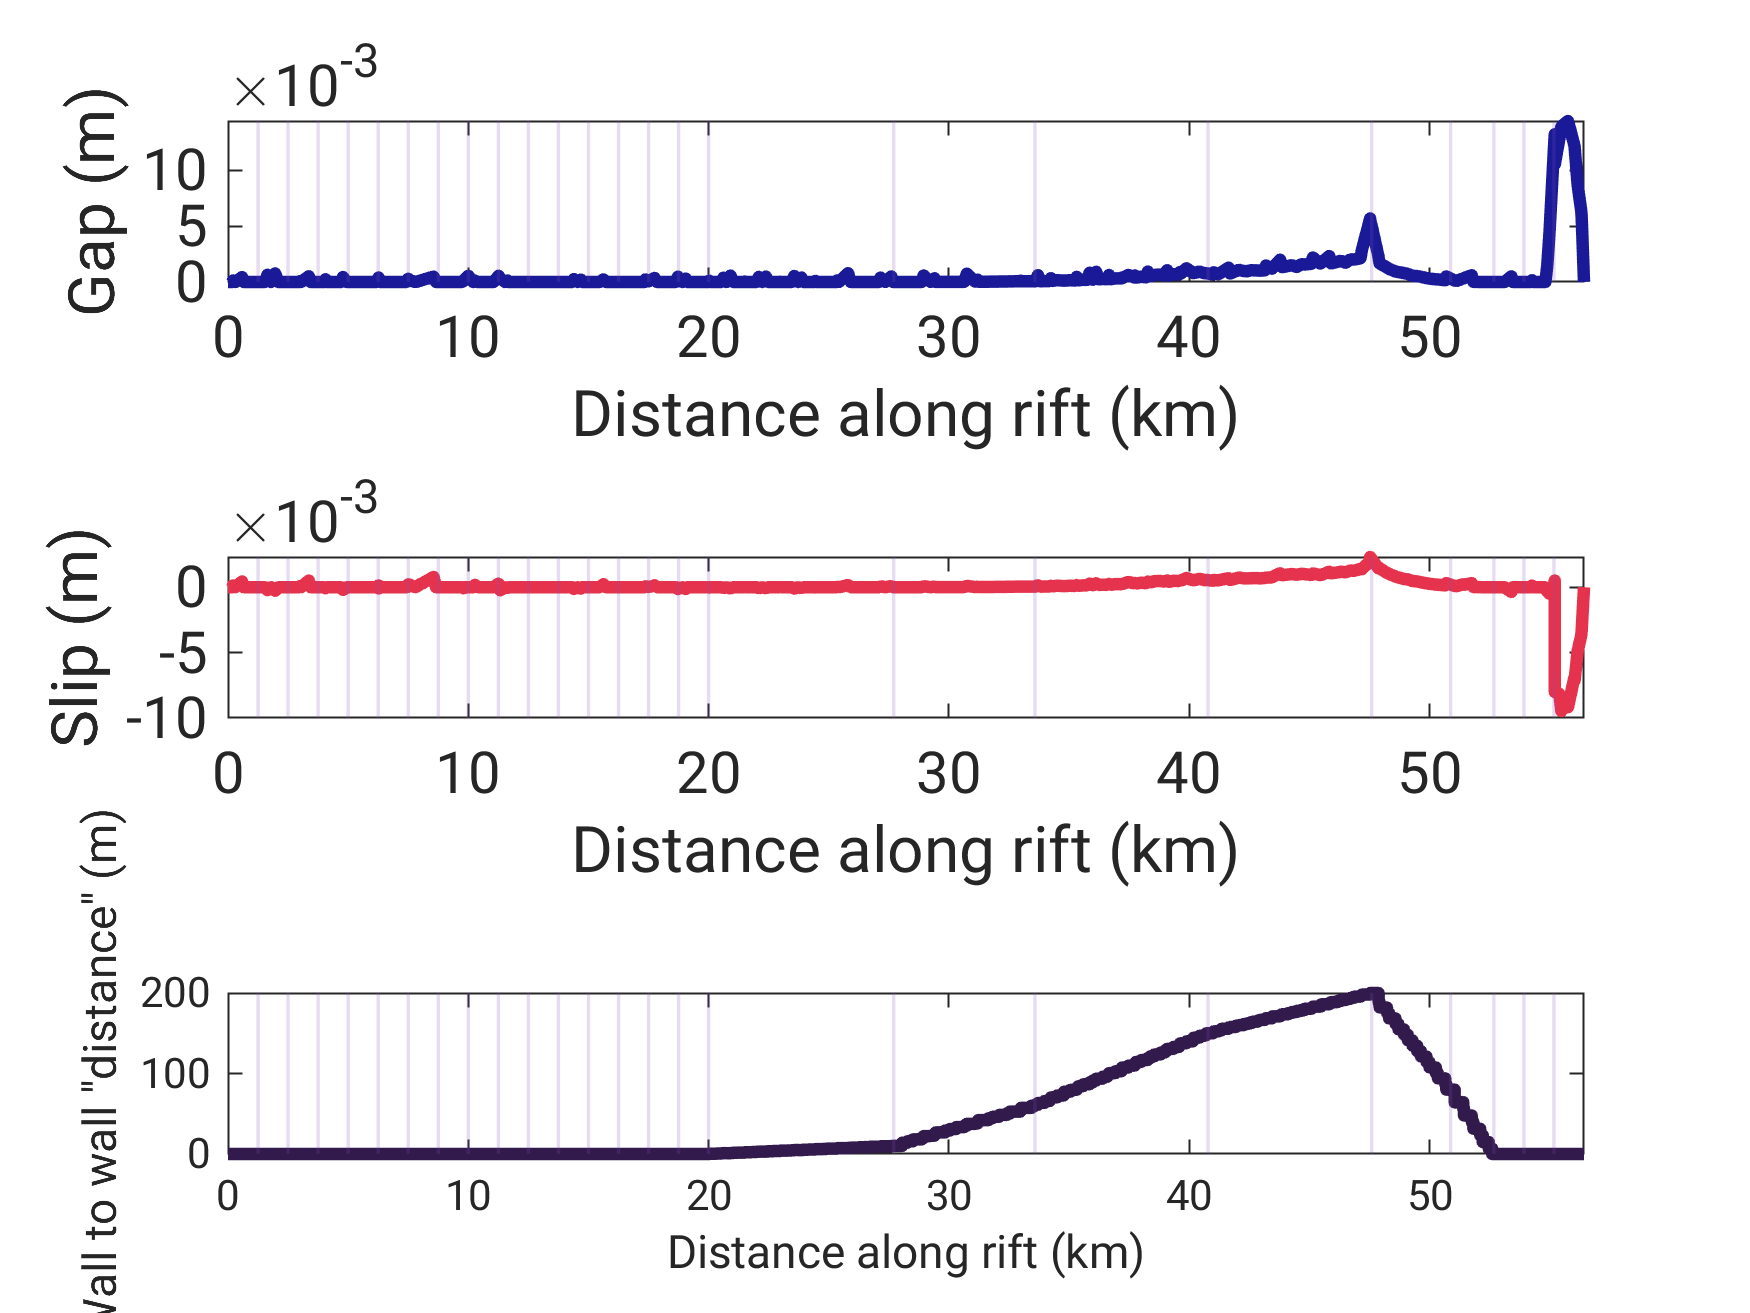 ×10-3
Gap (m)
10
5
0
0 10 20 30 40 50
Distance along rift (km)
×10-3
Slip (m)
0
-5
-10
0 10 20 30 40 50
Distance along rift (km)
to wall "distance" (m)
200
100
0
0 10 20 30 40 50
Distance along rift (km)